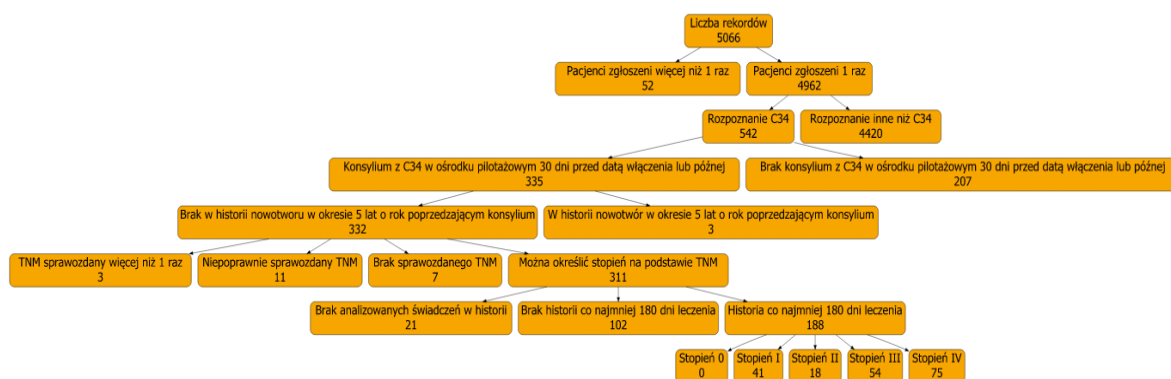 Liczba rekordów
5066
Pacjenci zgłoszeni więcej niż 1 raz
52
Pacjenci zgłoszeni 1 raz
4962
Rozpoznanie C34
542
Rozpoznanie inne niż C34
4420
Konsylium z C34 w ośrodku pilotażowym 30 dni przed datą włączenia lub późnej
335
Brak konsylium z C34 w ośrodku pilotażowym 30 dni przed datą włączenia lub późnej
207
Brak w historii nowotworu w okresie 5 lat o rok poprzedzającym konsylium
332
W historii nowotwór w okresie 5 lat o rok poprzedzającym konsylium
3
TNM sprawozdany więcej niż 1 raz
3
Niepoprawnie sprawozdany TNM
11
Brak sprawozdanego TNM
7
Można określić stopień na podstawie TNM
311
Brak analizowanych świadczeń w historii
21
Brak historii co najmniej 180 dni leczenia
102
Historia co najmniej 180 dni leczenia
188
Stopień 0
0
Stopień I
41
Stopień II
18
Stopień III
54
Stopień IV
75